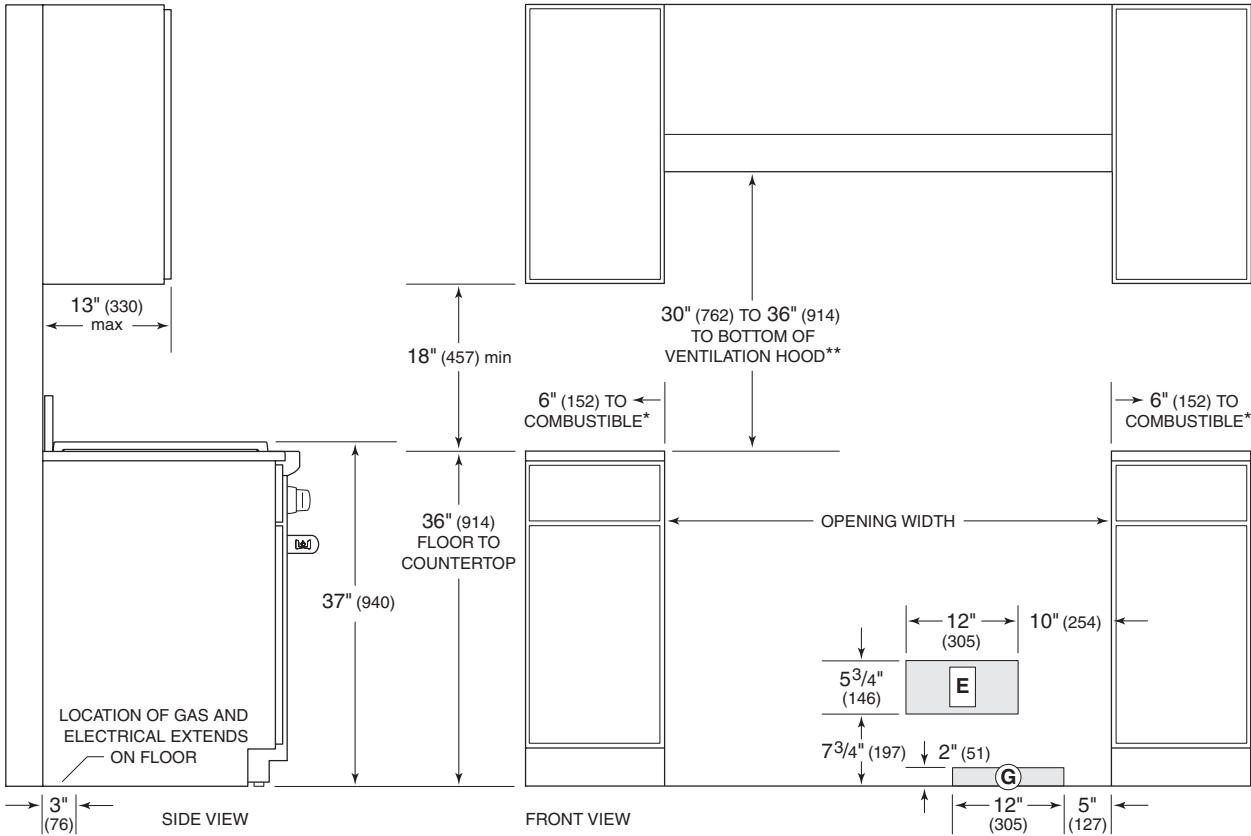 13" (330)
max
18" (457) min
30" (762) TO 36" (914)
TO BOTTOM OF
VENTILATION HOOD**
6" (152) TO
COMBUSTIBLE*
6" (152) TO
COMBUSTIBLE*
36" (914)
FLOOR TO
COUNTERTOP
OPENING WIDTH
37" (940)
12"
(305)
10" (254)
5 3/4"
(146)
E
7 3/4" (197)
2" (51)
G
LOCATION OF GAS AND
ELECTRICAL EXTENDS
ON FLOOR
3"
(76)
SIDE VIEW
FRONT VIEW
12"
(305)
5"
(127)